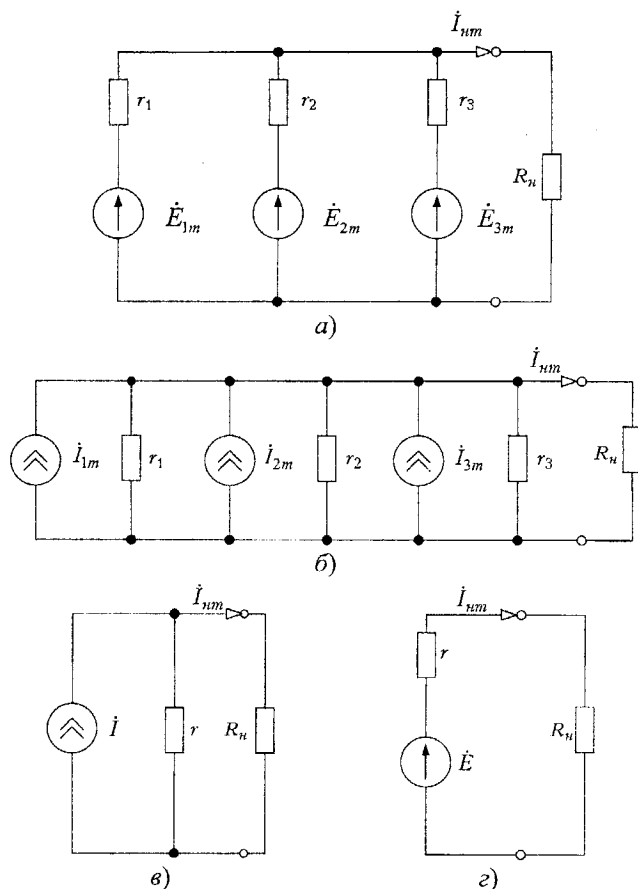 İнm
r1 r2 r3 Rн
Ė1m Ė2m Ė3m
а)
İнm
İ1m r1 İ2m r2 İ3m r3 Rн
б)
İнm İнm
r
İ r Rн Ė Rн
в) г)